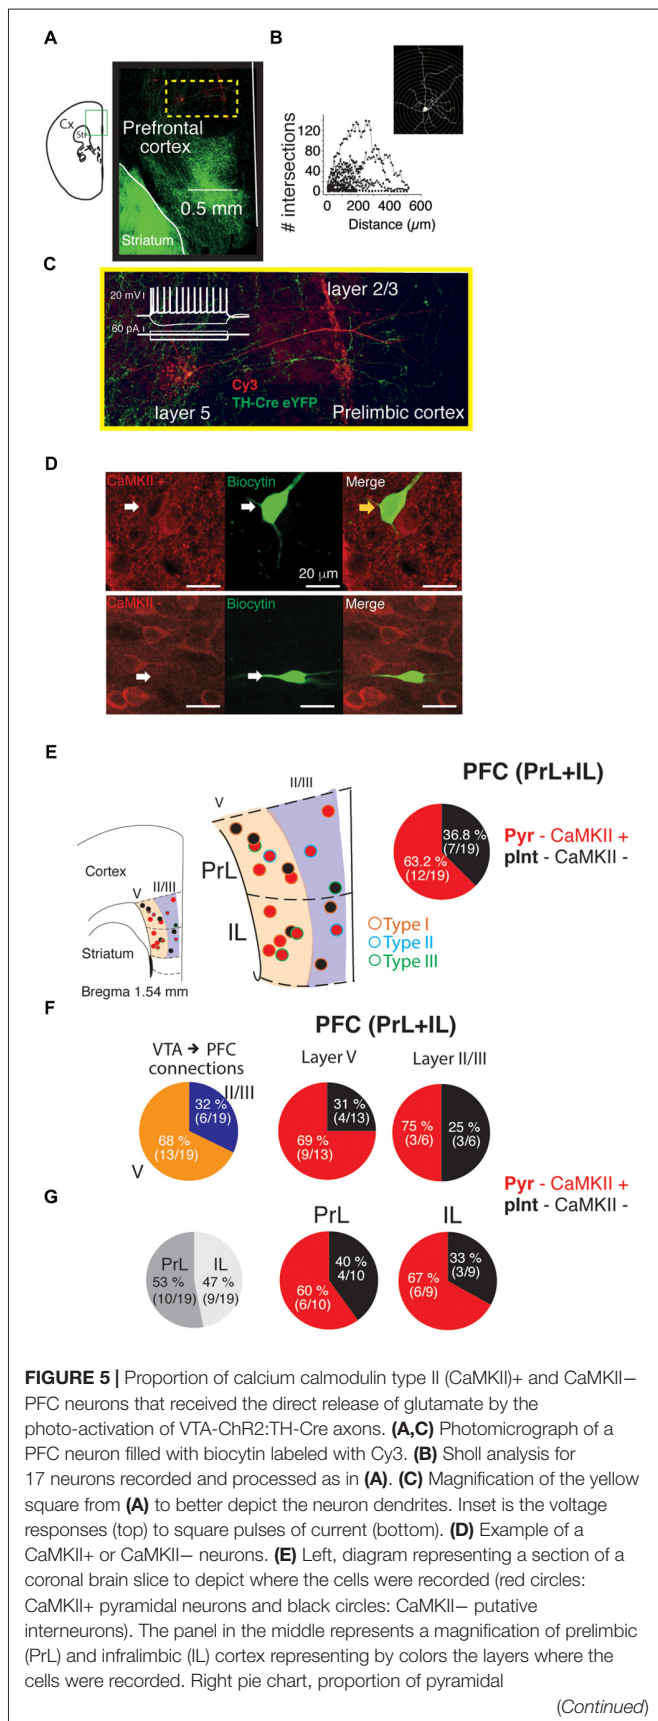 A
B
Cx
Str
Prefrontal
cortex
0.5 mm
Striatum
# intersections
120
80
40
0
0
200
400
600
Distance (μm)
C
20 mV
60 pA
layer 2/3
Cy3
TH-Cre eYFP
layer 5
Prelimbic cortex
D
CaMKII +
Biocytin
Merge
20 μm
CaMKII -
Biocytin
Merge
E
PFC (PrL+IL)
V
II/III
PrL
IL
Cortex
V
II/III
Striatum
Bregma 1.54 mm
36.8 %
(7/19)
63.2 %
(12/19)
Pyr - CaMKII +
pInt - CaMKII -
Type I
Type II
Type III
F
PFC (PrL+IL)
VTA ➔ PFC
connections
Layer V
Layer II/III
II/III
32 %
(6/19)
68 %
(13/19)
V
31 %
(4/13)
69 %
(9/13)
75 %
(3/6)
25 %
(3/6)
Pyr - CaMKII +
pInt - CaMKII -
G
PrL
IL
PrL
53 %
(10/19)
IL
47 %
(9/19)
40 %
4/10
60 %
(6/10)
33 %
(3/9)
67 %
(6/9)
FIGURE 5 | Proportion of calcium calmodulin type II (CaMKII)+ and CaMKII−
PFC neurons that received the direct release of glutamate by the
photo-activation of VTA-ChR2:TH-Cre axons. (A,C) Photomicrograph of a
PFC neuron filled with biocytin labeled with Cy3. (B) Sholl analysis for
17 neurons recorded and processed as in (A). (C) Magnification of the yellow
square from (A) to better depict the neuron dendrites. Inset is the voltage
responses (top) to square pulses of current (bottom). (D) Example of a
CaMKII+ or CaMKII− neurons. (E) Left, diagram representing a section of a
coronal brain slice to depict where the cells were recorded (red circles:
CaMKII+ pyramidal neurons and black circles: CaMKII− putative
interneurons). The panel in the middle represents a magnification of prelimbic
(PrL) and infralimbic (IL) cortex representing by colors the layers where the
cells were recorded. Right pie chart, proportion of pyramidal
(Continued)